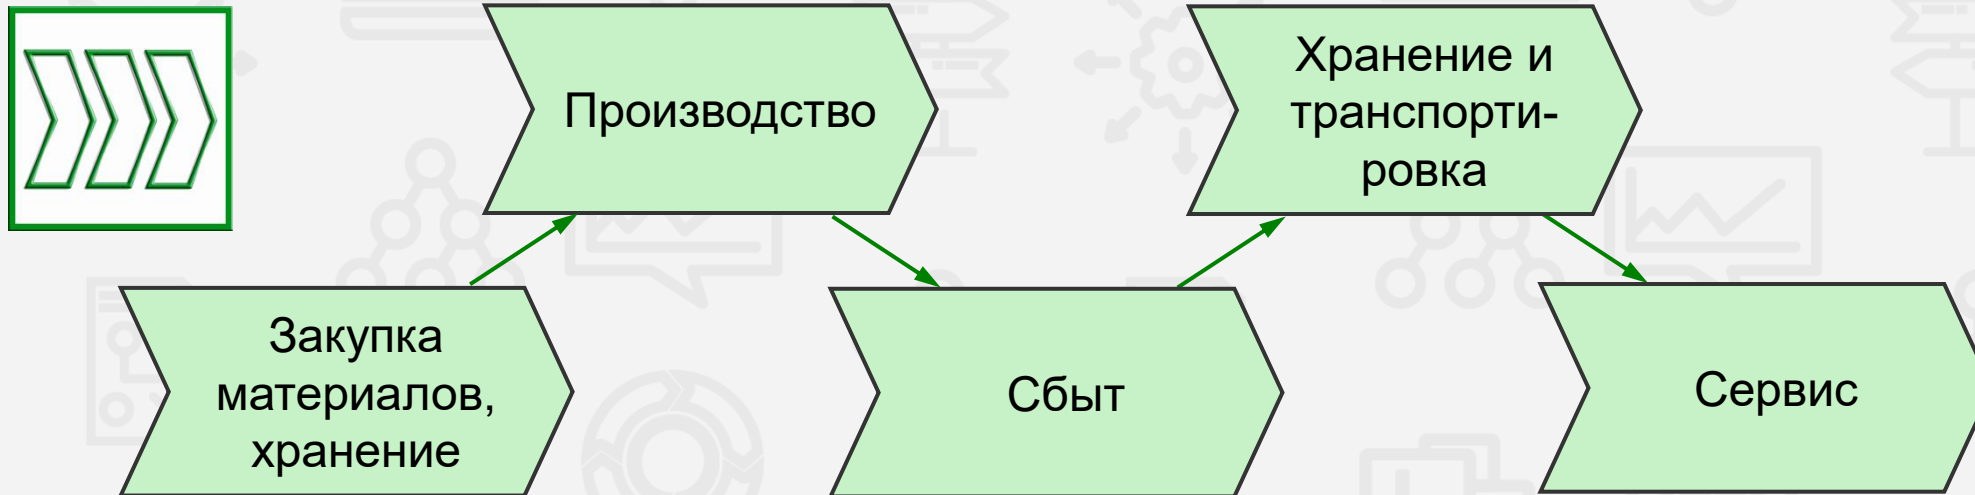 Производство
Хранение и
транспорти-
ровка
Закупка
материалов,
хранение
Сбыт
Сервис